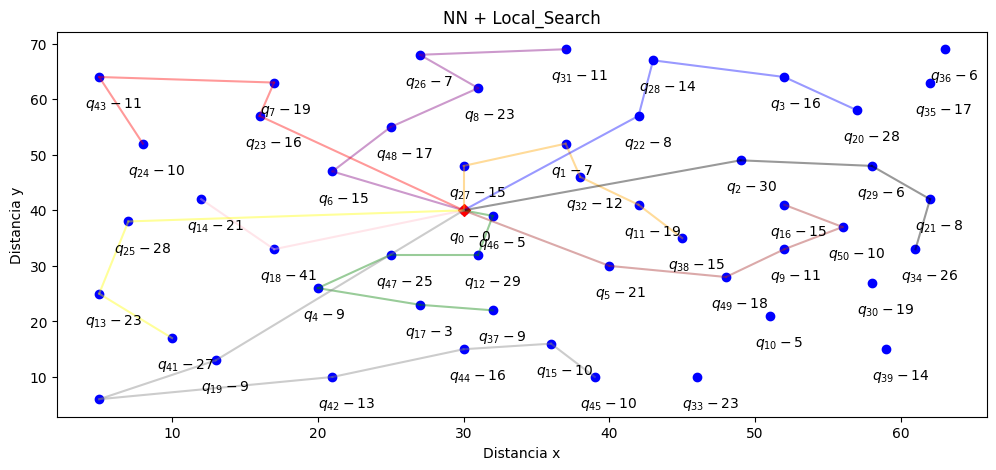 NN + Local_Search
Distancia y
70
60
50
40
30
20
10
q₃₆ − 6
q₃₁ − 11
q₂₆ − 7
q₂₈ − 14
q₄₃ − 11
q₇ − 19
q₈ − 23
q₃ − 16
q₃₅ − 17
q₂₃ − 16
q₂₂ − 8
q₂₀ − 28
q₄₈ − 17
q₂₄ − 10
q₁ − 7
q₂₇ − 15
q₂ − 30
q₂₉ − 6
q₆ − 15
q₃₂ − 12
q₁₄ − 21
q₁₁ − 19
q₁₆ − 15
q₂₁ − 8
q₀ − 0
q₄₆ − 5
q₂₅ − 28
q₅₀ − 10
q₃₈ − 15
q₁₈ − 41
q₄₇ − 25
q₁₂ − 29
q₉ − 11
q₃₄ − 26
q₅ − 21
q₄₉ − 18
q₃₀ − 19
q₁₃ − 23
q₄ − 9
q₁₇ − 3
q₃₇ − 9
q₁₀ − 5
q₄₁ − 27
q₁₅ − 10
q₄₄ − 16
q₃₉ − 14
q₁₉ − 9
q₄₂ − 13
q₄₅ − 10
q₃₃ − 23
10 20 30 40 50 60
Distancia x